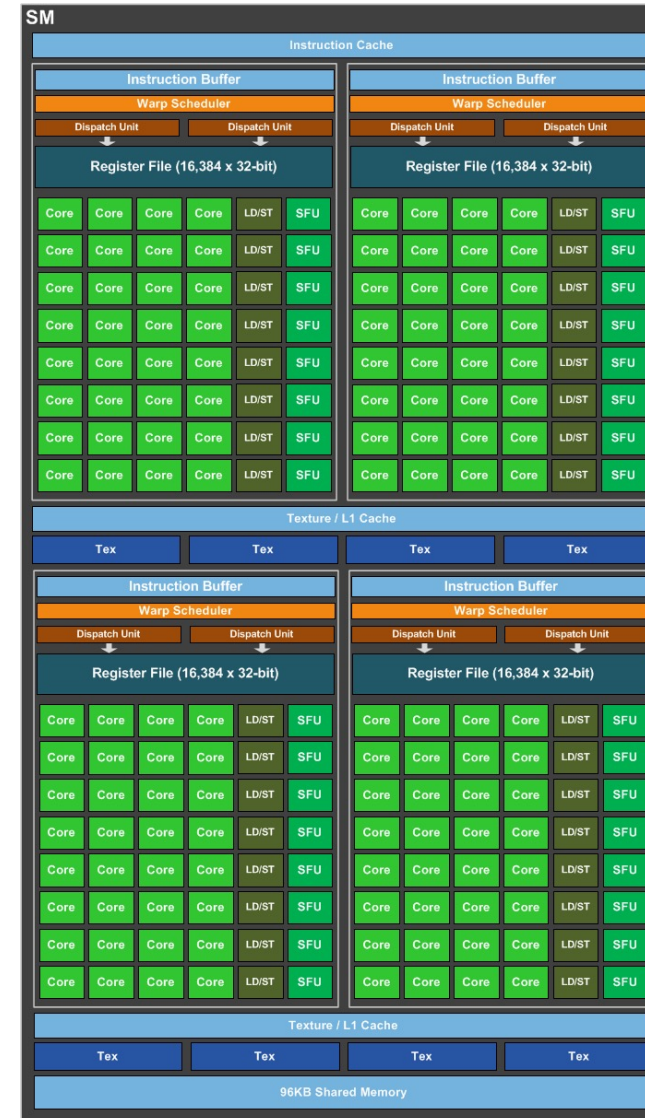 SM
Instruction Cache
Instruction Buffer Instruction Buffer
Warp Scheduler Warp Scheduler
Dispatch Unit Dispatch Unit Dispatch Unit Dispatch Unit
Register File (16,384 x 32-bit) Register File (16,384 x 32-bit)
Core Core Core Core LD/ST SFU Core Core Core Core LD/ST SFU
Core Core Core Core LD/ST SFU Core Core Core Core LD/ST SFU
Core Core Core Core LD/ST SFU Core Core Core Core LD/ST SFU
Core Core Core Core LD/ST SFU Core Core Core Core LD/ST SFU
Core Core Core Core LD/ST SFU Core Core Core Core LD/ST SFU
Core Core Core Core LD/ST SFU Core Core Core Core LD/ST SFU
Core Core Core Core LD/ST SFU Core Core Core Core LD/ST SFU
Core Core Core Core LD/ST SFU Core Core Core Core LD/ST SFU
Texture / L1 Cache
Tex Tex Tex Tex
Instruction Buffer Instruction Buffer
Warp Scheduler Warp Scheduler
Dispatch Unit Dispatch Unit Dispatch Unit Dispatch Unit
Register File (16,384 x 32-bit) Register File (16,384 x 32-bit)
Core Core Core Core LD/ST SFU Core Core Core Core LD/ST SFU
Core Core Core Core LD/ST SFU Core Core Core Core LD/ST SFU
Core Core Core Core LD/ST SFU Core Core Core Core LD/ST SFU
Core Core Core Core LD/ST SFU Core Core Core Core LD/ST SFU
Core Core Core Core LD/ST SFU Core Core Core Core LD/ST SFU
Core Core Core Core LD/ST SFU Core Core Core Core LD/ST SFU
Core Core Core Core LD/ST SFU Core Core Core Core LD/ST SFU
Core Core Core Core LD/ST SFU Core Core Core Core LD/ST SFU
Texture / L1 Cache
Tex Tex Tex Tex
96KB Shared Memory